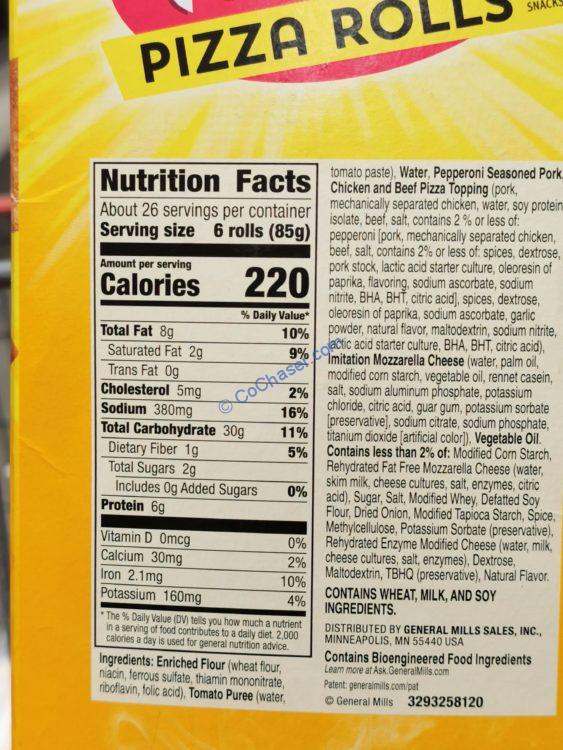 PIZZA ROLLS
SNACKS
Nutrition Facts
About 26 servings per container
Serving size 6 rolls (85g)
Amount per serving
Calories 220
% Daily Value*
Total Fat 8g 10%
Saturated Fat 2g 9%
Trans Fat 0g
Cholesterol 5mg 2%
Sodium 380mg 16%
Total Carbohydrate 30g 11%
Dietary Fiber 1g 5%
Total Sugars 2g
Includes 0g Added Sugars 0%
Protein 6g
Vitamin D 0mcg 0%
Calcium 30mg 2%
Iron 2.1mg 10%
Potassium 160mg 4%
* The % Daily Value (DV) tells you how much a nutrient
in a serving of food contributes to a daily diet. 2,000
calories a day is used for general nutrition advice.
Ingredients: Enriched Flour (wheat flour,
niacin, ferrous sulfate, thiamin mononitrate,
riboflavin, folic acid), Tomato Puree (water,
tomato paste), Water, Pepperoni Seasoned Pork,
Chicken and Beef Pizza Topping (pork,
mechanically separated chicken, water, soy protein
isolate, beef, salt, contains 2 % or less of:
pepperoni [pork, mechanically separated chicken,
beef, salt, contains 2% or less of: spices, dextrose,
pork stock, lactic acid starter culture, oleoresin of
paprika, flavoring, sodium ascorbate, sodium
nitrite, BHA, BHT, citric acid], spices, dextrose,
oleoresin of paprika, sodium ascorbate, garlic
powder, natural flavor, maltodextrin, sodium nitrite,
lactic acid starter culture, BHA, BHT, citric acid),
Imitation Mozzarella Cheese (water, palm oil,
modified corn starch, vegetable oil, rennet casein,
salt, sodium aluminum phosphate, potassium
chloride, citric acid, guar gum, potassium sorbate
[preservative], sodium citrate, sodium phosphate,
titanium dioxide [artificial color]), Vegetable Oil.
Contains less than 2% of: Modified Corn Starch,
Rehydrated Fat Free Mozzarella Cheese (water,
skim milk, cheese cultures, salt, enzymes, citric
acid), Sugar, Salt, Modified Whey, Defatted Soy
Flour, Dried Onion, Modified Tapioca Starch, Spice,
Methylcellulose, Potassium Sorbate (preservative),
Rehydrated Enzyme Modified Cheese (water, milk,
cheese cultures, salt, enzymes), Dextrose,
Maltodextrin, TBHQ (preservative), Natural Flavor.
CONTAINS WHEAT, MILK, AND SOY
INGREDIENTS.
DISTRIBUTED BY GENERAL MILLS SALES, INC.,
MINNEAPOLIS, MN 55440 USA
Contains Bioengineered Food Ingredients
Learn more at Ask.GeneralMills.com
Patent: generalmills.com/pat
© General Mills 3293258120
© CoChaser.com